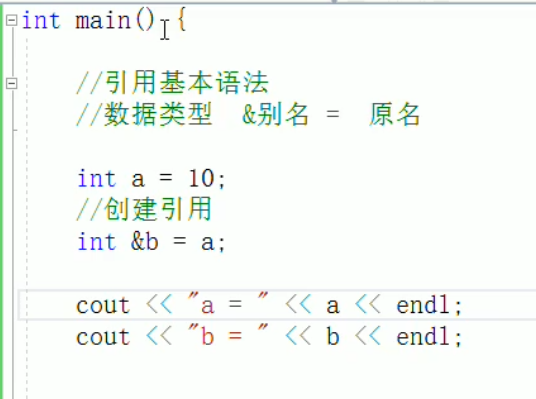 int main() {
//引用基本语法
//数据类型  &别名 =  原名
int a = 10;
//创建引用
int &b = a;
cout << "a = " << a << endl;
cout << "b = " << b << endl;